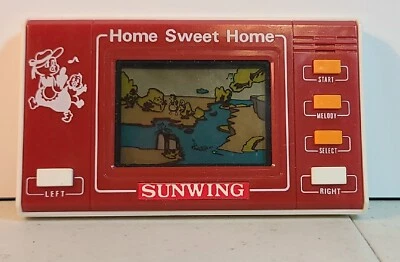 Home Sweet Home
START
MELODY
SELECT
LEFT
RIGHT
SUNWING